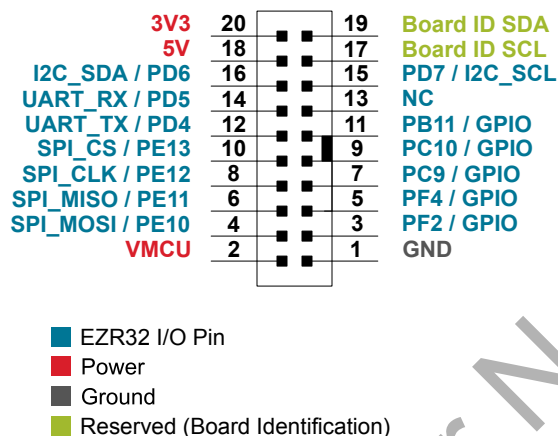 3V3 20 19 Board ID SDA
5V 18 17 Board ID SCL
I2C_SDA / PD6 16 15 PD7 / I2C_SCL
UART_RX / PD5 14 13 NC
UART_TX / PD4 12 11 PB11 / GPIO
SPI_CS / PE13 10 9 PC10 / GPIO
SPI_CLK / PE12 8 7 PC9 / GPIO
SPI_MISO / PE11 6 5 PF4 / GPIO
SPI_MOSI / PE10 4 3 PF2 / GPIO
VMCU 2 1 GND
EZR32 I/O Pin
Power
Ground
Reserved (Board Identification)